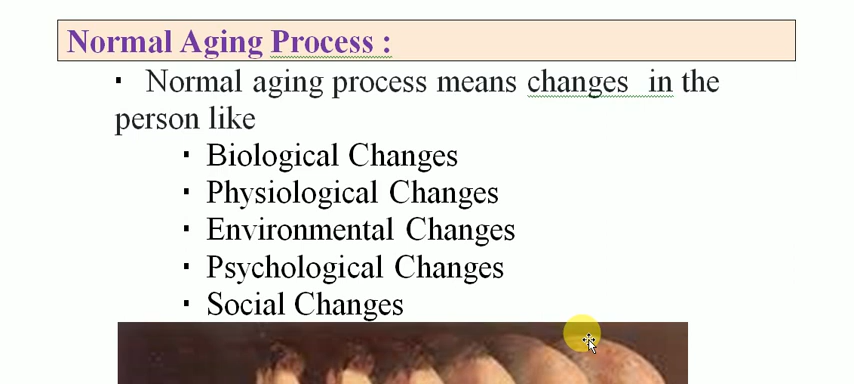 Normal Aging Process :
▪ Normal aging process means changes in the
person like
▪ Biological Changes
▪ Physiological Changes
▪ Environmental Changes
▪ Psychological Changes
▪ Social Changes